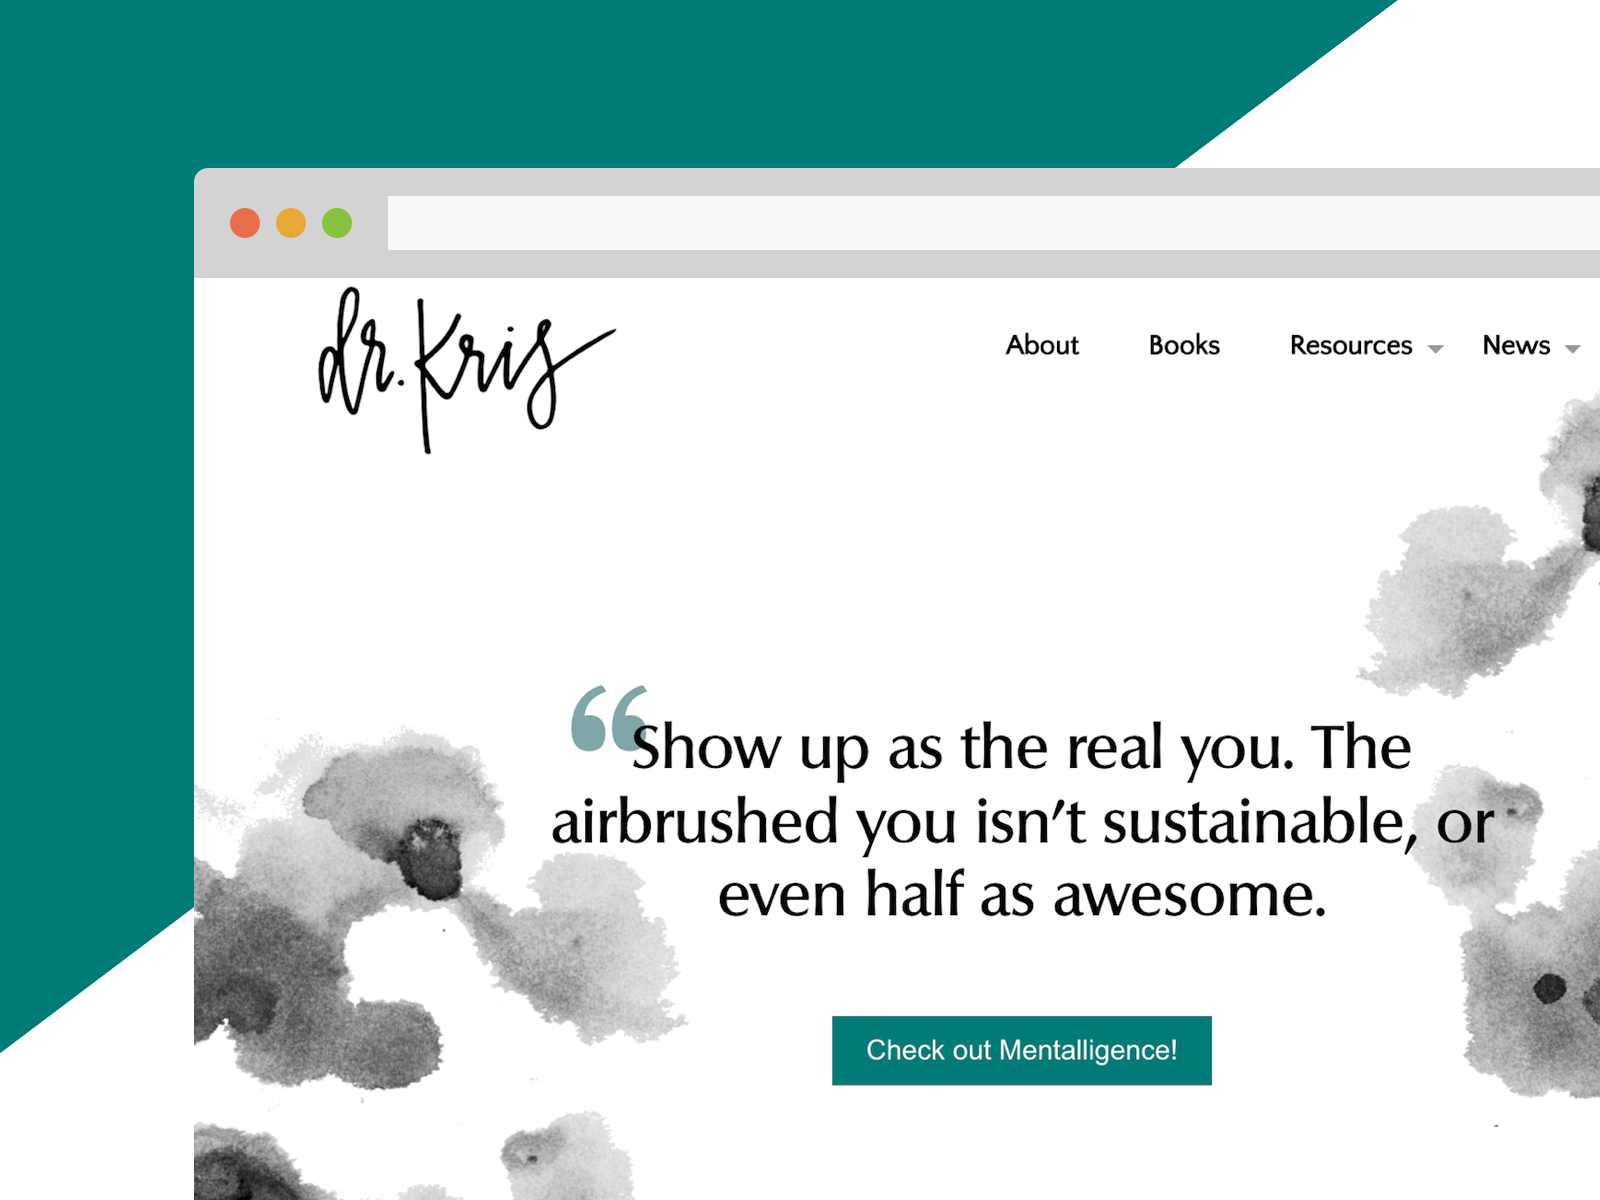 dr. Kris
About Books Resources News
“Show up as the real you. The
airbrushed you isn’t sustainable, or
even half as awesome.
Check out Mentalligence!